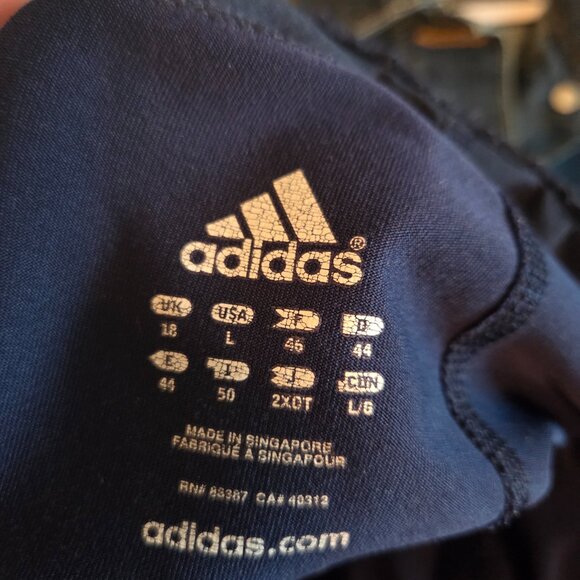 adidas®
UK USA F D
18 L 46 44
E I J CDN
44 50 2XOT L/G
MADE IN SINGAPORE
FABRIQUÉ À SINGAPOUR
RN# 88387 CA# 40312
adidas.com